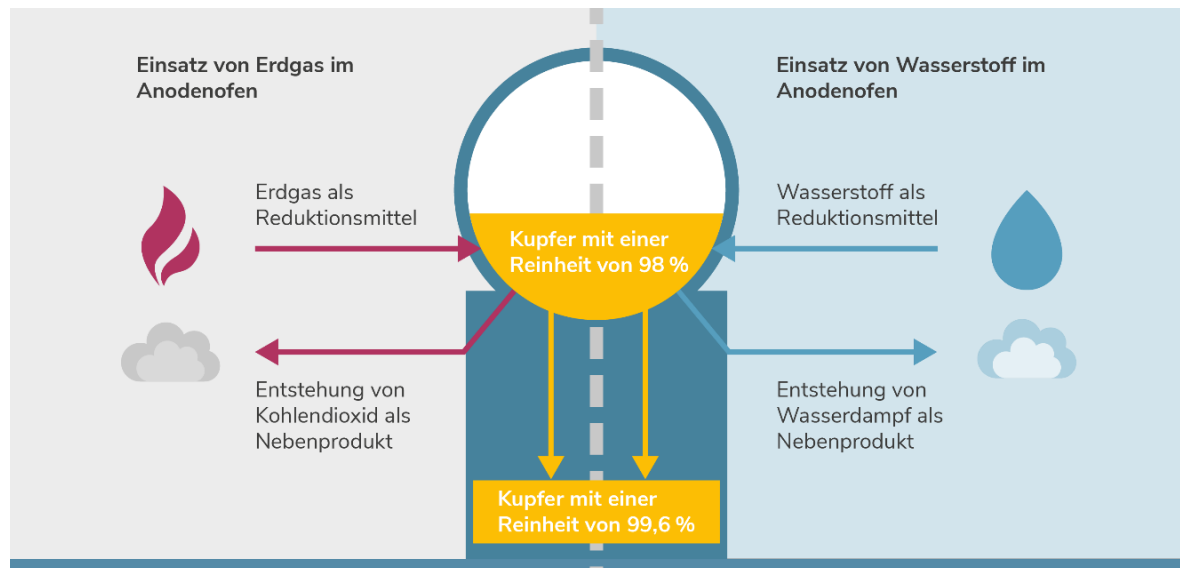 Einsatz von Erdgas im
Anodenofen
Erdgas als
Reduktionsmittel
Entstehung von
Kohlendioxid als
Nebenprodukt
Kupfer mit einer
Reinheit von 98 %
Kupfer mit einer
Reinheit von 99,6 %
Einsatz von Wasserstoff im
Anodenofen
Wasserstoff als
Reduktionsmittel
Entstehung von
Wasserdampf als
Nebenprodukt